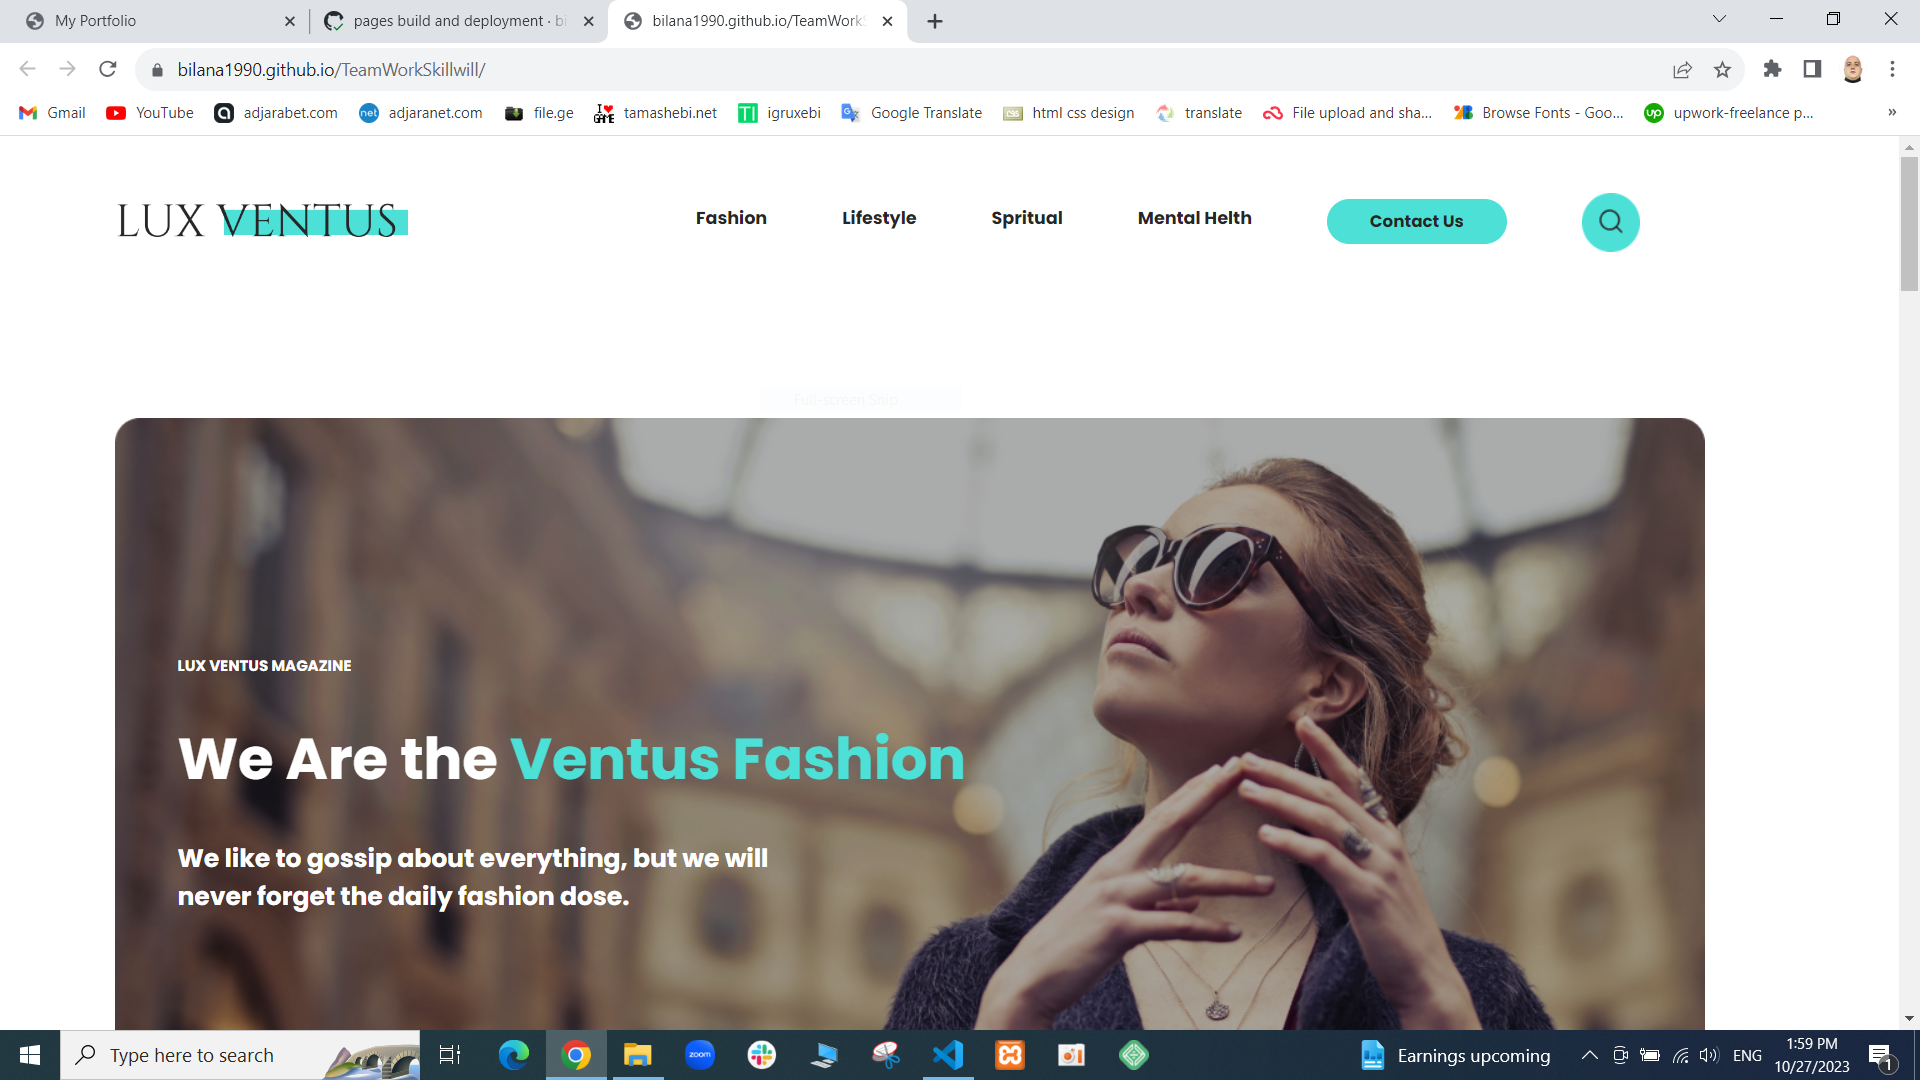 My Portfolio
pages build and deployment · bi
bilana1990.github.io/TeamWorkS
bilana1990.github.io/TeamWorkSkillwill/
Gmail
YouTube
adjarabet.com
adjaranet.com
file.ge
tamashebi.net
igruxebi
Google Translate
html css design
translate
File upload and sha...
Browse Fonts - Goo...
upwork-freelance p...
»
LUX VENTUS
Fashion
Lifestyle
Spritual
Mental Helth
Contact Us
Full-screen Snip
LUX VENTUS MAGAZINE
We Are the Ventus Fashion
We like to gossip about everything, but we will
never forget the daily fashion dose.
Type here to search
zoom
Earnings upcoming
ENG
1:59 PM
10/27/2023
1